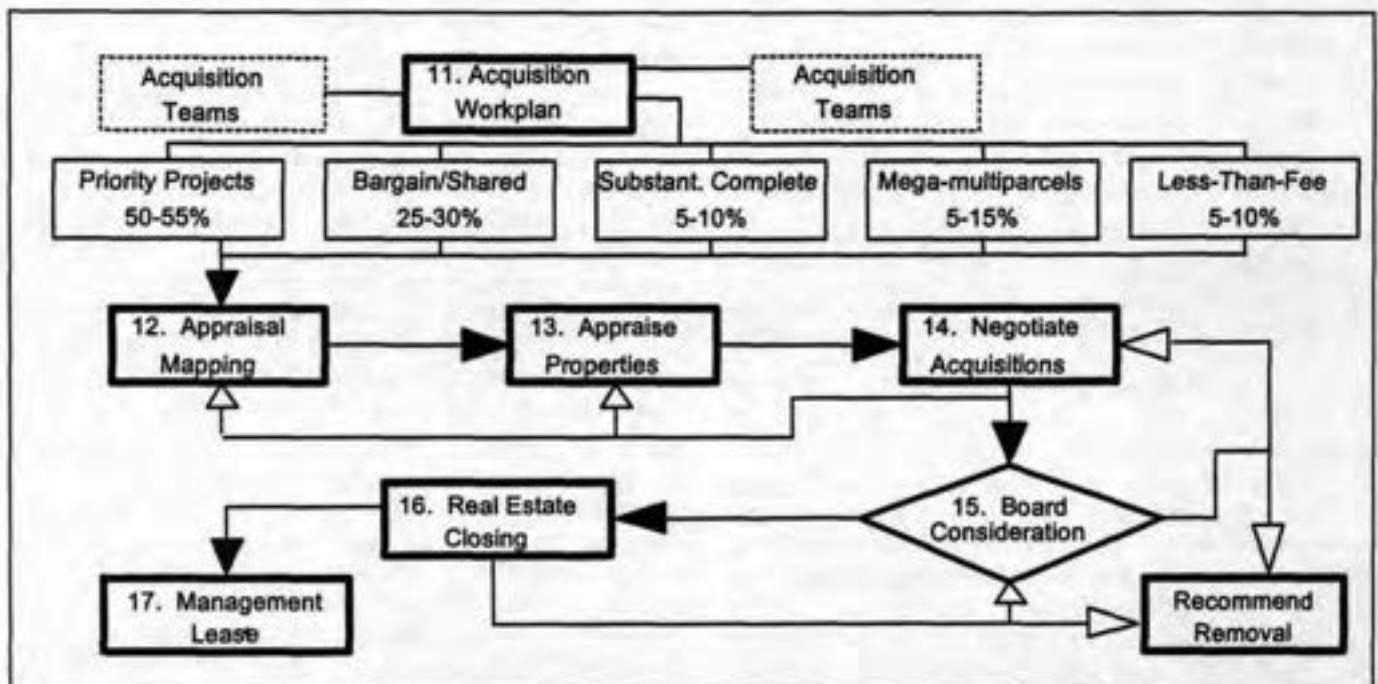 Acquisition
Teams
11. Acquisition
Workplan
Acquisition
Teams
Priority Projects
50-55%
Bargain/Shared
25-30%
Substant. Complete
5-10%
Mega-multiparcels
5-15%
Less-Than-Fee
5-10%
12. Appraisal
Mapping
13. Appraise
Properties
14. Negotiate
Acquisitions
15. Board
Consideration
16. Real Estate
Closing
17. Management
Lease
Recommend
Removal